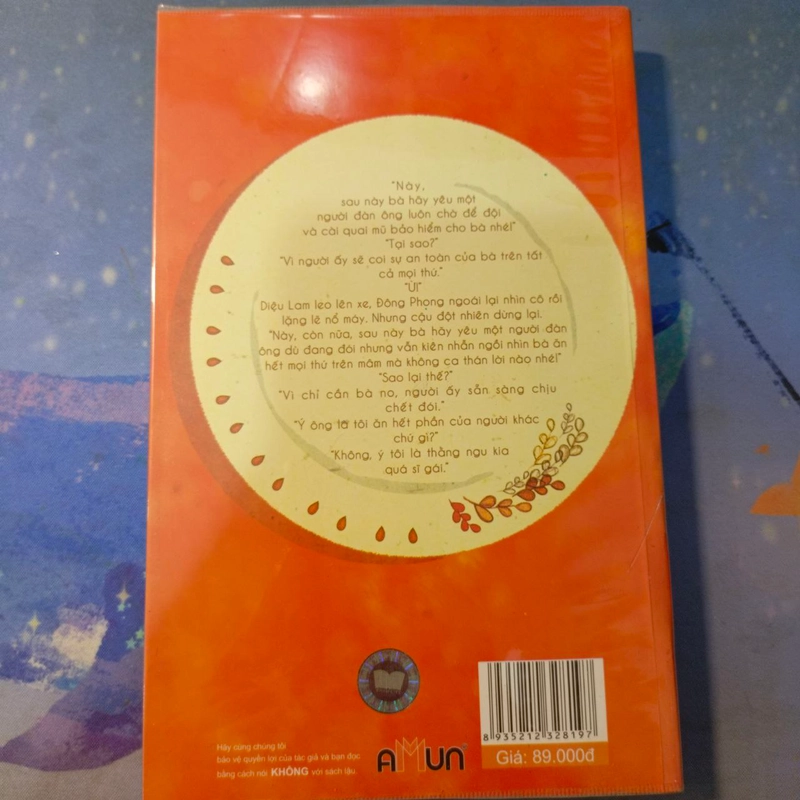 "Này,
sau này bà hãy yêu một
người đàn ông luôn chờ để đội
và cài quai mũ bảo hiểm cho bà nhé!"
"Tại sao?"
"Vì người ấy sẽ coi sự an toàn của bà trên tất
cả mọi thứ."
"Ừ!"
Diệu Lam leo lên xe, Đông Phong ngoái lại nhìn cô rồi
lặng lẽ nổ máy. Nhưng cậu đột nhiên dừng lại.
"Này, còn nữa, sau này bà hãy yêu một người đàn
ông dù đang đói nhưng vẫn kiên nhẫn ngồi nhìn bà ăn
hết mọi thứ trên mâm mà không ca thán lời nào nhé!"
"Sao lại thế?"
"Vì chỉ cần bà no, người ấy sẵn sàng chịu
chết đói."
"Ý ông là tôi ăn hết phần của người khác
chứ gì?"
"Không, ý tôi là thằng ngu kia
quá sĩ gái."
Hãy cùng chúng tôi
bảo vệ quyền lợi của tác giả và bạn đọc
bằng cách nói KHÔNG với sách lậu.
AMUN
8 935212 328197
Giá: 89.000đ